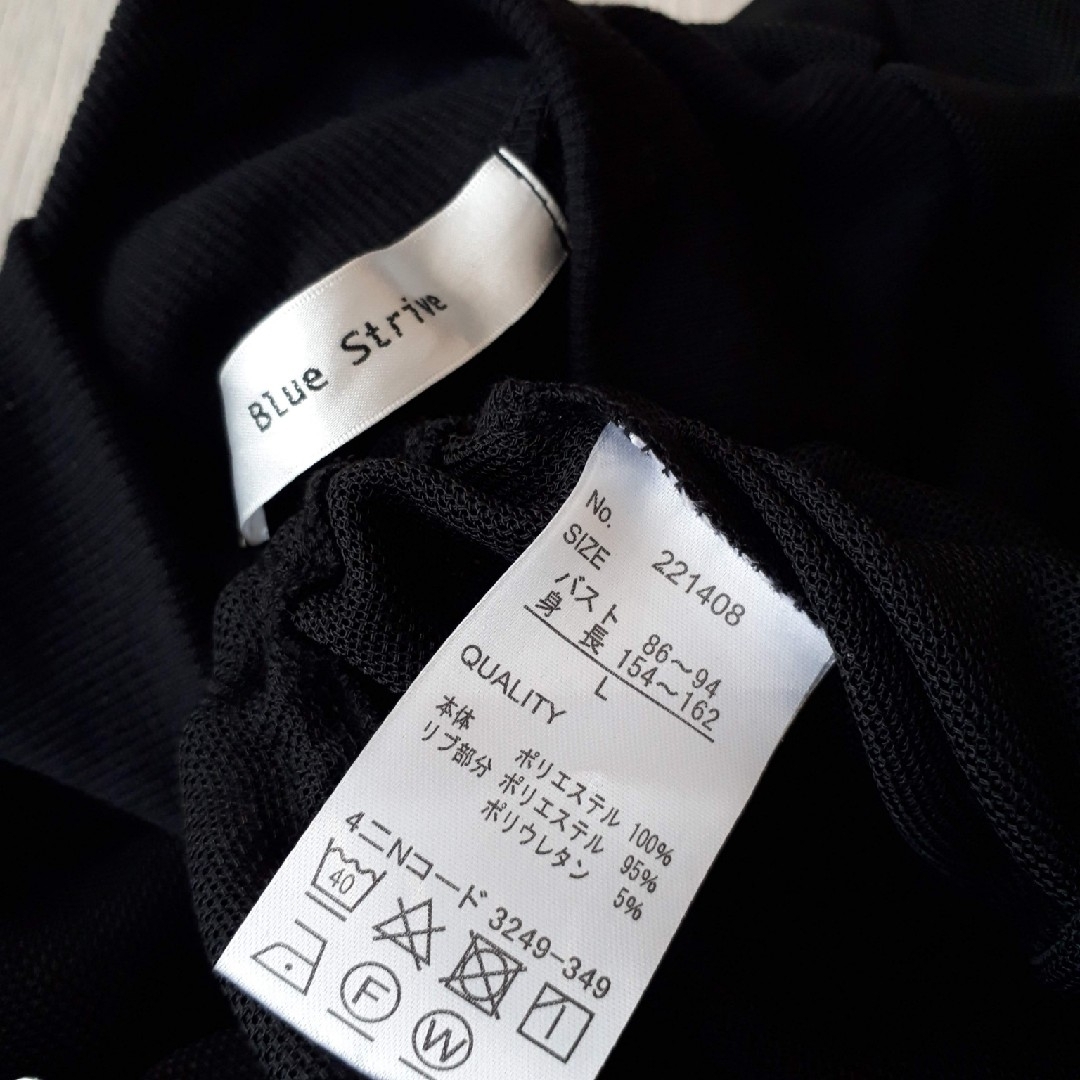 Blue Strive
No. 221408
SIZE
バスト 86～94
身長 154～162
L
QUALITY
本体 ポリエステル 100%
リブ部分 ポリエステル 95%
ポリウレタン 5%
4ニNコード 3249-349
40
F
W